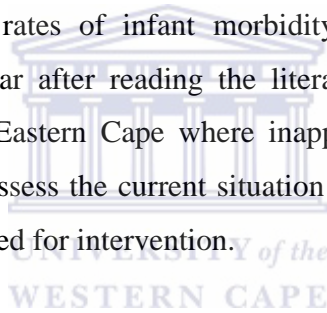 rates of infant morbidity
ar after reading the litera
Eastern Cape where inapp
ssess the current situation
ed for intervention.
UNIVERSITY of the
WESTERN CAPE